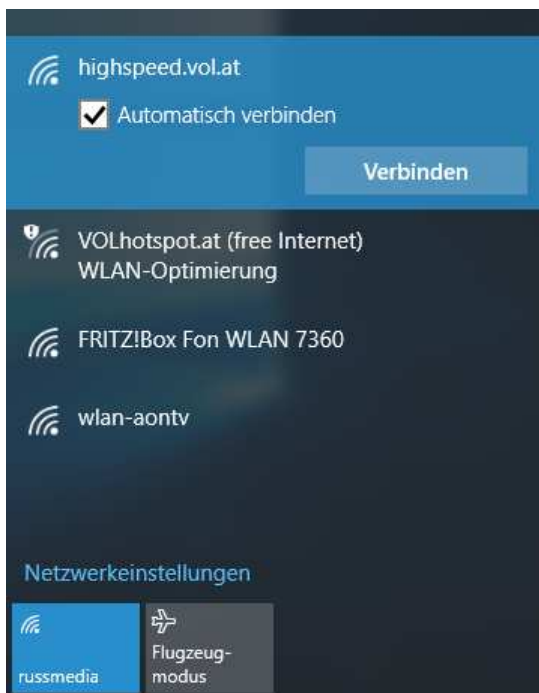 highspeed.vol.at
Automatisch verbinden
Verbinden
VOLhotspot.at (free Internet)
WLAN-Optimierung
FRITZ!Box Fon WLAN 7360
wlan-aontv
Netzwerkeinstellungen
russmedia
Flugzeug-
modus